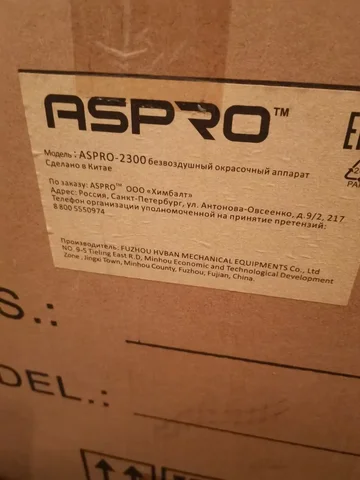 ASPRO™
Модель: ASPRO-2300 безвоздушный окрасочный аппарат
Сделано в Китае
По заказу: ASPRO™ ООО «Химбалт»
Адрес: Россия, Санкт-Петербург, ул. Антонова-Овсеенко, д.9/2, 217
Телефон организации уполномоченной на принятие претензий:
8 800 5550974
Производитель: FUZHOU HVBAN MECHANICAL EQUIPMENTS Co., Ltd
NO. 9-5 Tieling East R.D, Minhou Economic and Technological Development
Zone, Jingxi Town, Minhou County, Fuzhou, Fujian, China.
S.:
DEL.: